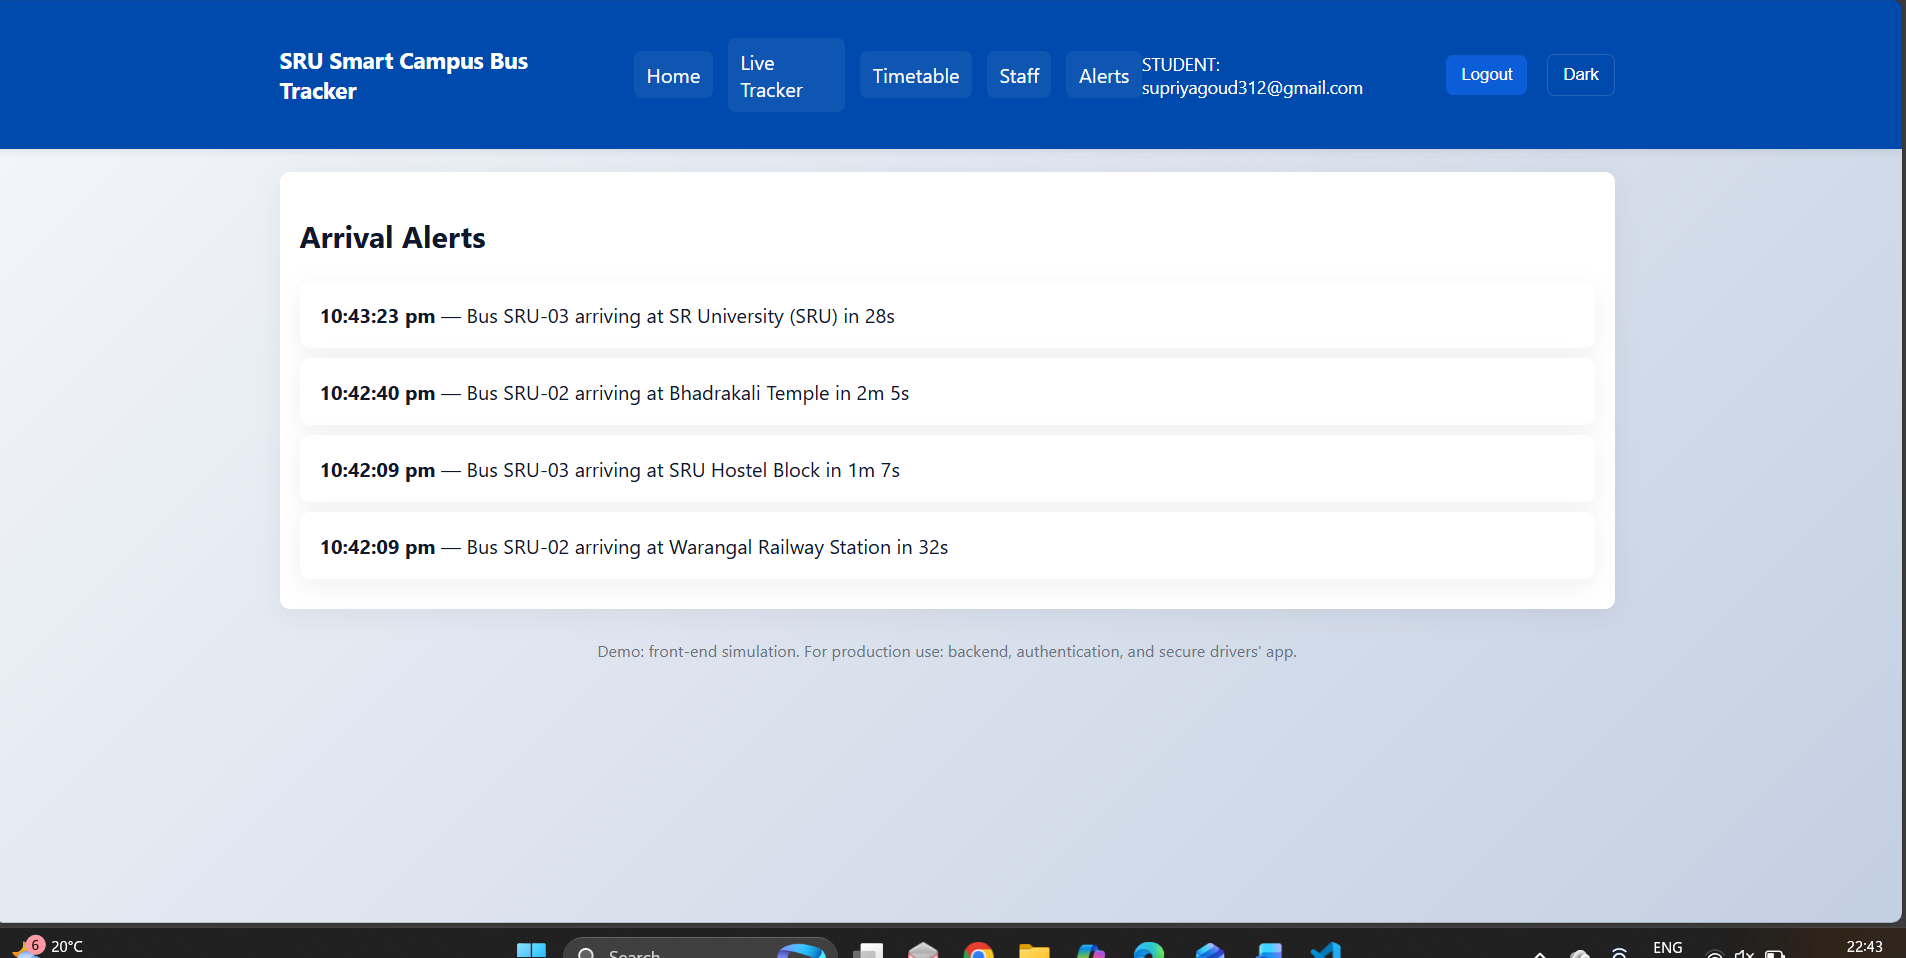 SRU Smart Campus Bus
Tracker
Home
Live
Tracker
Timetable
Staff
Alerts
STUDENT:
supriyagoud312@gmail.com
Logout
Dark
Arrival Alerts
10:43:23 pm — Bus SRU-03 arriving at SR University (SRU) in 28s
10:42:40 pm — Bus SRU-02 arriving at Bhadrakali Temple in 2m 5s
10:42:09 pm — Bus SRU-03 arriving at SRU Hostel Block in 1m 7s
10:42:09 pm — Bus SRU-02 arriving at Warangal Railway Station in 32s
Demo: front-end simulation. For production use: backend, authentication, and secure drivers' app.
6
20°C
Search
ENG
22:43